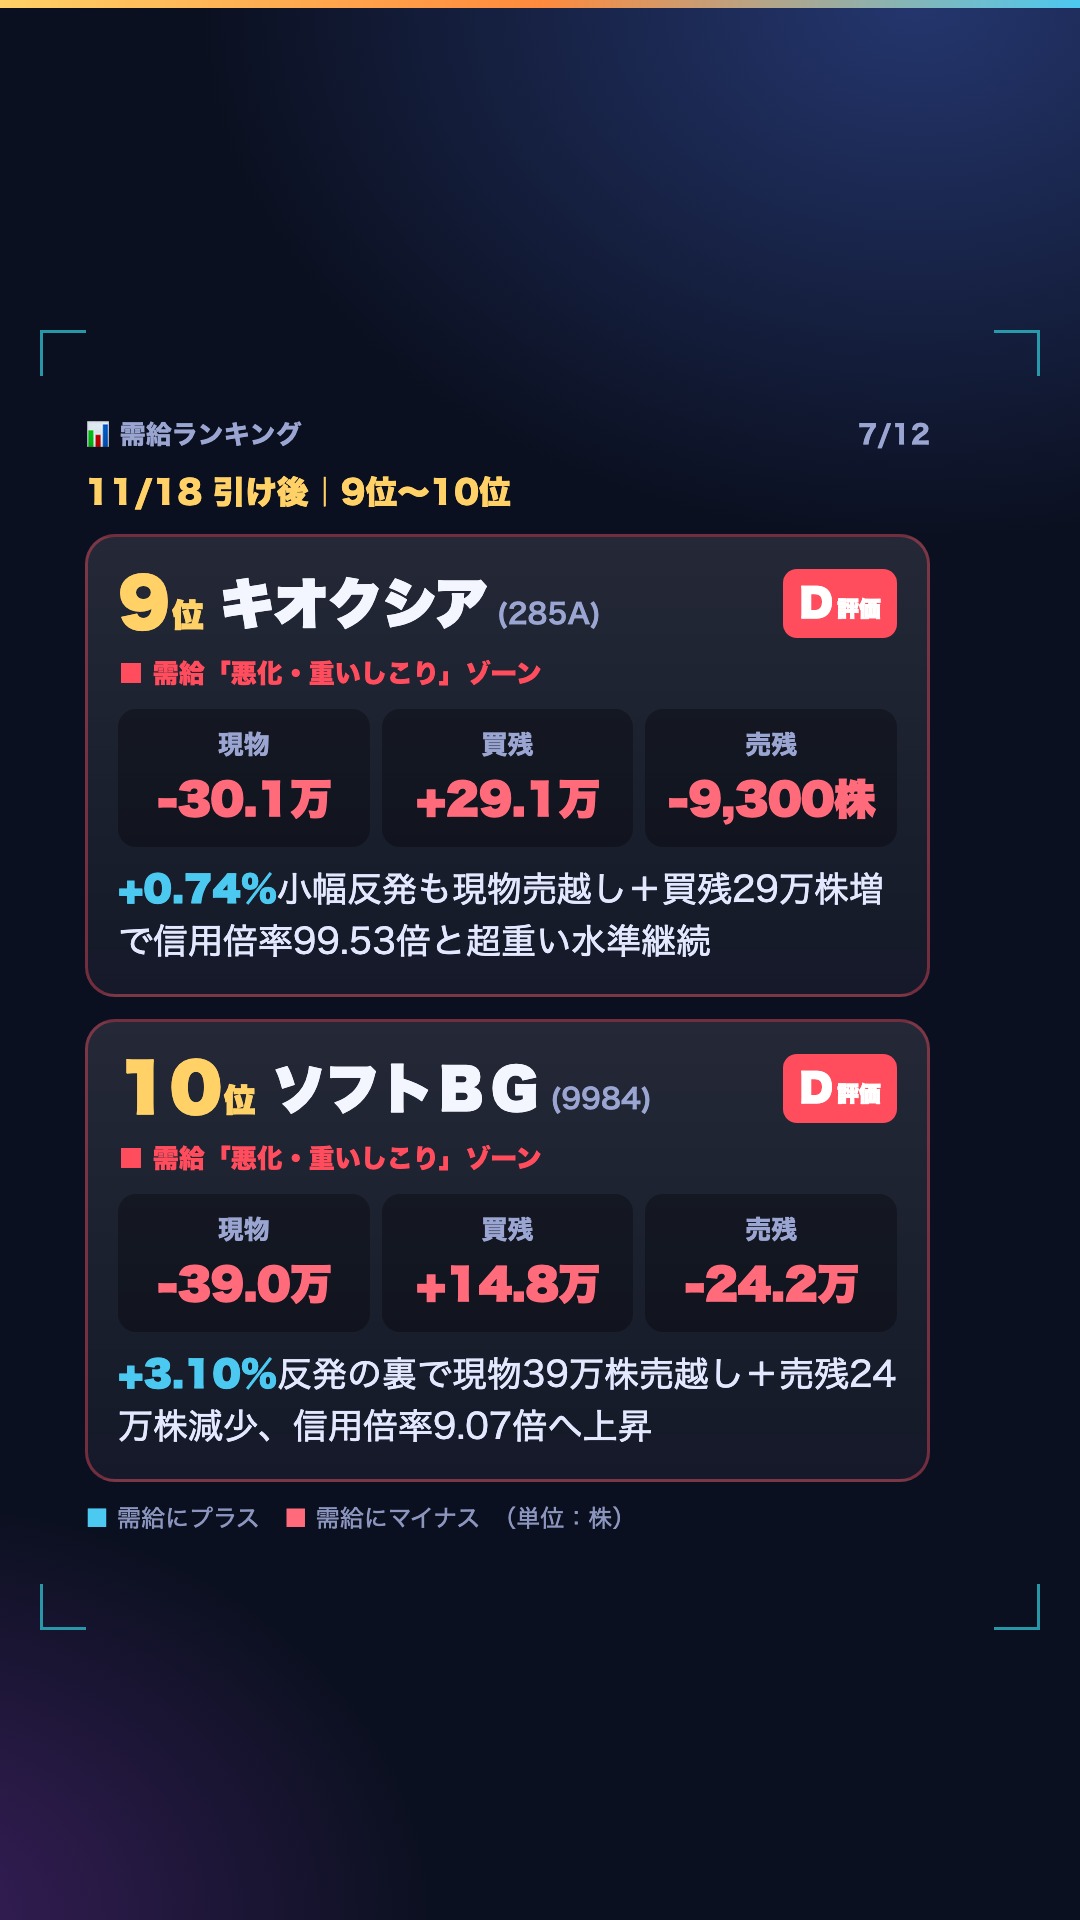 需給ランキング
7/12
11/18 引け後｜9位〜10位
9位 キオクシア (285A)
D評価
■ 需給「悪化・重いしこり」ゾーン
現物
-30.1万
買残
+29.1万
売残
-9,300株
+0.74%小幅反発も現物売越し＋買残29万株増
で信用倍率99.53倍と超重い水準継続
10位 ソフトＢＧ (9984)
D評価
■ 需給「悪化・重いしこり」ゾーン
現物
-39.0万
買残
+14.8万
売残
-24.2万
+3.10%反発の裏で現物39万株売越し＋売残24
万株減少、信用倍率9.07倍へ上昇
■ 需給にプラス ■ 需給にマイナス （単位：株）